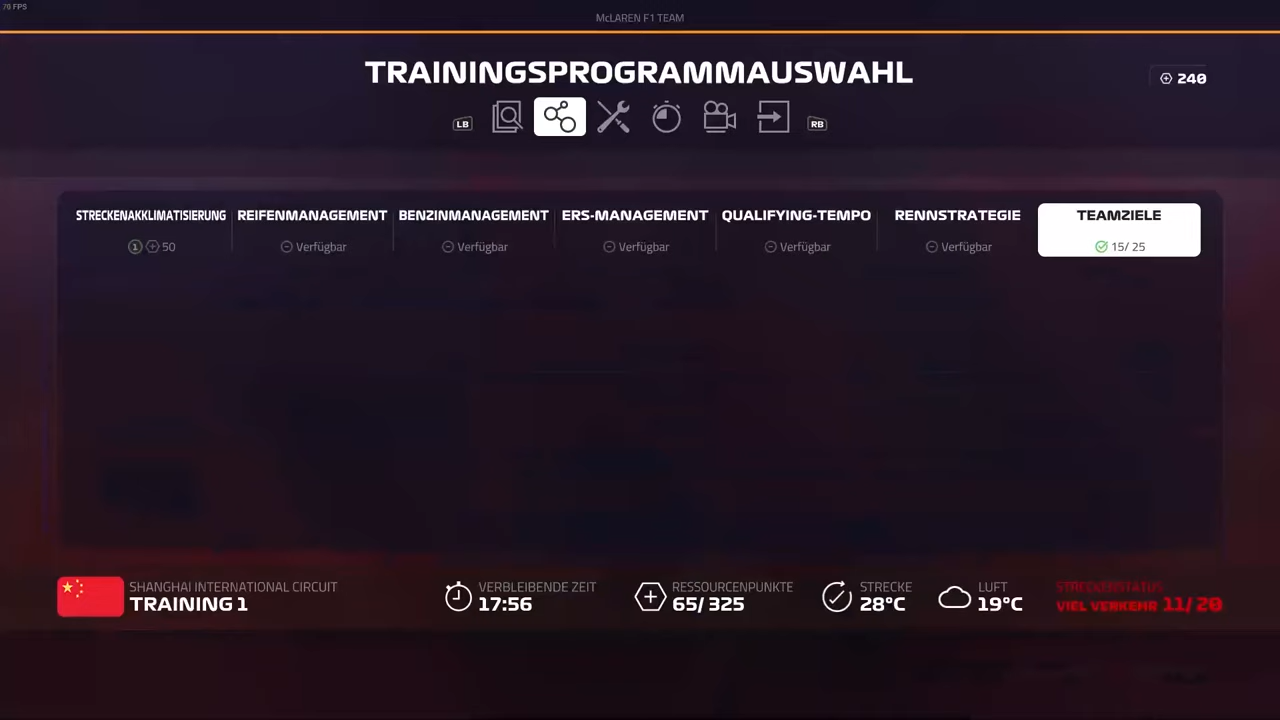 70 FPS
McLAREN F1 TEAM
TRAININGSPROGRAMMAUSWAHL
240
LB
RB
STRECKENAKKLIMATISIERUNG
REIFENMANAGEMENT
BENZINMANAGEMENT
ERS-MANAGEMENT
QUALIFYING-TEMPO
RENNSTRATEGIE
TEAMZIELE
1 50
Verfügbar
Verfügbar
Verfügbar
Verfügbar
Verfügbar
15/ 25
SHANGHAI INTERNATIONAL CIRCUIT
TRAINING 1
VERBLEIBENDE ZEIT
17:56
RESSOURCENPUNKTE
65/ 325
STRECKE
28°C
LUFT
19°C
STRECKENSTATUS
VIEL VERKEHR 11/ 20